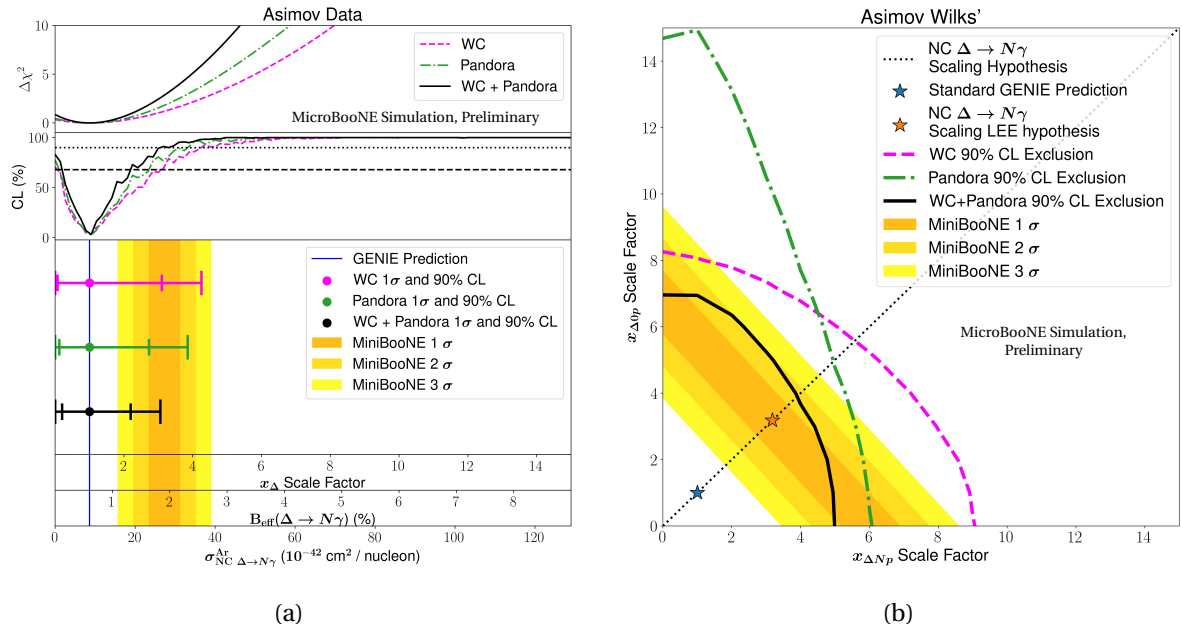 Asimov Data
10
5
0
Δχ²
WC
Pandora
WC + Pandora
MicroBooNE Simulation, Preliminary
100
50
0
CL (%)
GENIE Prediction
WC 1σ and 90% CL
Pandora 1σ and 90% CL
WC + Pandora 1σ and 90% CL
MiniBooNE 1 σ
MiniBooNE 2 σ
MiniBooNE 3 σ
2 4 6 8 10 12 14
x_Δ Scale Factor
1 2 3 4 5 6 7 8
B_eff(Δ → Nγ) (%)
0 20 40 60 80 100 120
σ^Ar_NC Δ→Nγ (10⁻⁴² cm² / nucleon)
(a)
Asimov Wilks'
14
12
10
8
6
4
2
0
x_Δ0p Scale Factor
NC Δ → Nγ
Scaling Hypothesis
Standard GENIE Prediction
NC Δ → Nγ
Scaling LEE hypothesis
WC 90% CL Exclusion
Pandora 90% CL Exclusion
WC+Pandora 90% CL Exclusion
MiniBooNE 1 σ
MiniBooNE 2 σ
MiniBooNE 3 σ
MicroBooNE Simulation,
Preliminary
0 2 4 6 8 10 12 14
x_ΔNp Scale Factor
(b)